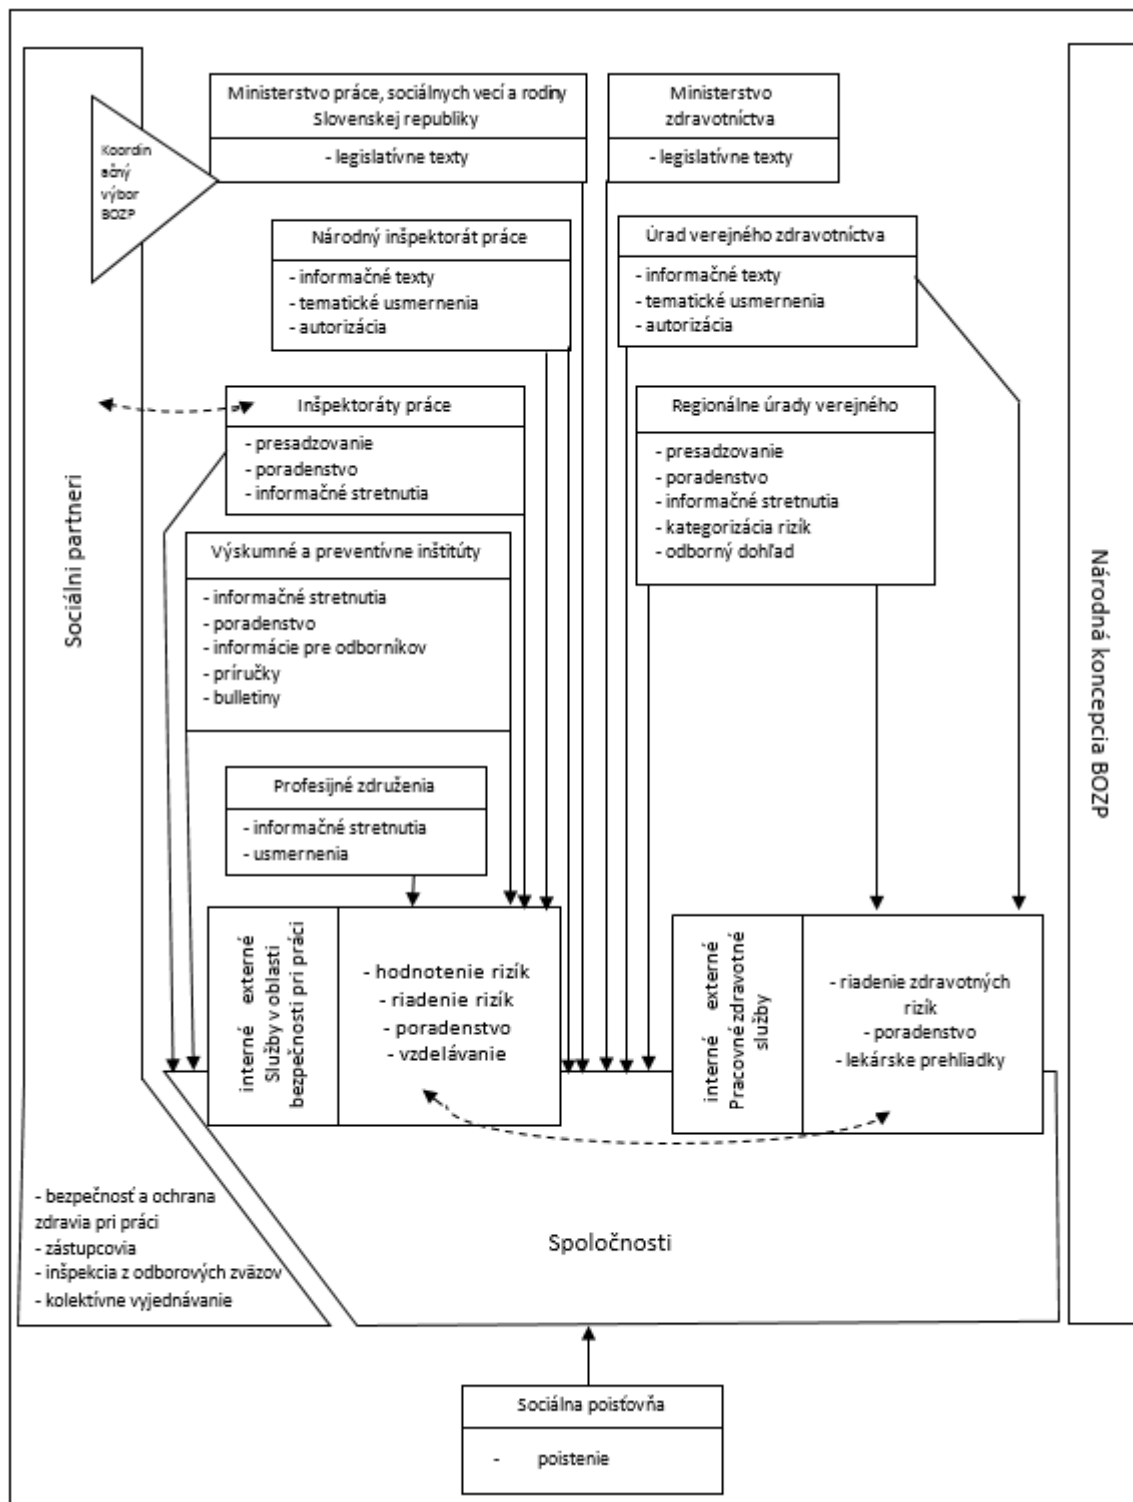 Ministerstvo práce, sociálnych vecí a rodiny
Slovenskej republiky
- legislatívne texty
Ministerstvo
zdravotníctva
- legislatívne texty
Koordin
ačný
výbor
BOZP
Národný inšpektorát práce
- informačné texty
- tematické usmernenia
- autorizácia
Úrad verejného zdravotníctva
- informačné texty
- tematické usmernenia
- autorizácia
Inšpektoráty práce
- presadzovanie
- poradenstvo
- informačné stretnutia
Regionálne úrady verejného
- presadzovanie
- poradenstvo
- informačné stretnutia
- kategorizácia rizík
- odborný dohľad
Sociálni partneri
Výskumné a preventívne inštitúty
- informačné stretnutia
- poradenstvo
- informácie pre odborníkov
- príručky
- bulletiny
Národná koncepcia BOZP
Profesijné združenia
- informačné stretnutia
- usmernenia
interné externé
Služby v oblasti
bezpečnosti pri práci
- hodnotenie rizík
- riadenie rizík
- poradenstvo
- vzdelávanie
interné externé
Pracovné zdravotné
služby
- riadenie zdravotných
rizík
- poradenstvo
- lekárske prehliadky
- bezpečnosť a ochrana
zdravia pri práci
- zástupcovia
- inšpekcia z odborových zväzov
- kolektívne vyjednávanie
Spoločnosti
Sociálna poisťovňa
- poistenie